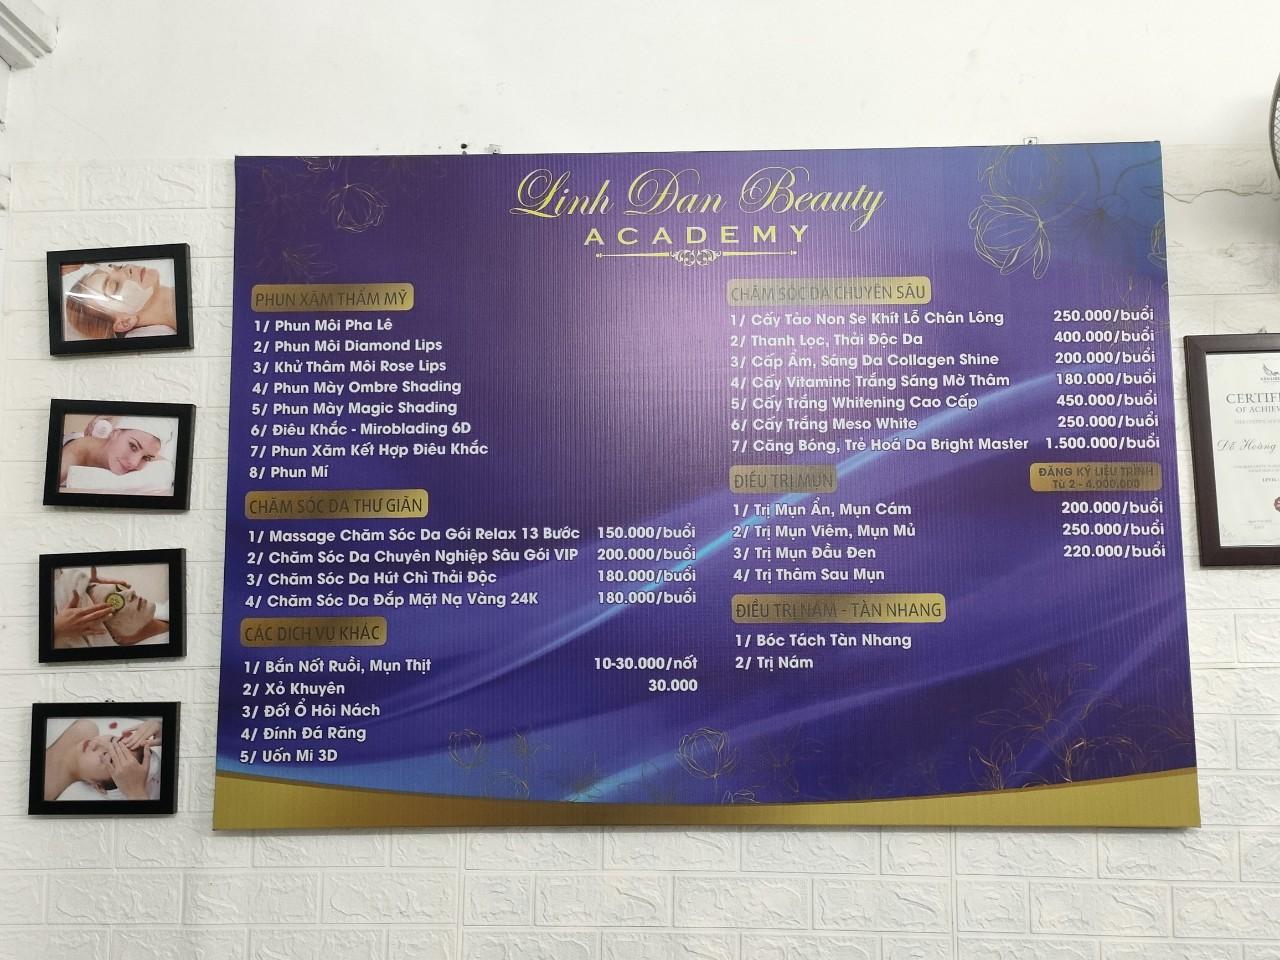 Linh Đan Beauty
ACADEMY
PHUN XĂM THẨM MỸ
1/ Phun Môi Pha Lê
2/ Phun Môi Diamond Lips
3/ Khử Thâm Môi Rose Lips
4/ Phun Mày Ombre Shading
5/ Phun Mày Magic Shading
6/ Điêu Khắc - Miroblading 6D
7/ Phun Xăm Kết Hợp Điêu Khắc
8/ Phun Mí
CHĂM SÓC DA THƯ GIÃN
1/ Massage Chăm Sóc Da Gói Relax 13 Bước 150.000/buổi
2/ Chăm Sóc Da Chuyên Nghiệp Sâu Gói VIP 200.000/buổi
3/ Chăm Sóc Da Hút Chì Thải Độc 180.000/buổi
4/ Chăm Sóc Da Đắp Mặt Nạ Vàng 24K 180.000/buổi
CÁC DỊCH VỤ KHÁC
1/ Bắn Nốt Ruồi, Mụn Thịt 10-30.000/nốt
2/ Xỏ Khuyên 30.000
3/ Đốt Ổ Hôi Nách
4/ Đính Đá Răng
5/ Uốn Mi 3D
CHĂM SÓC DA CHUYÊN SÂU
1/ Cấy Tảo Non Se Khít Lỗ Chân Lông 250.000/buổi
2/ Thanh Lọc, Thải Độc Da 400.000/buổi
3/ Cấp Ẩm, Sáng Da Collagen Shine 200.000/buổi
4/ Cấy Vitaminc Trắng Sáng Mờ Thâm 180.000/buổi
5/ Cấy Trắng Whitening Cao Cấp 450.000/buổi
6/ Cấy Trắng Meso White 250.000/buổi
7/ Căng Bóng, Trẻ Hoá Da Bright Master 1.500.000/buổi
ĐIỀU TRỊ MỤN ĐĂNG KÝ LIỆU TRÌNH
Từ 2 - 4.000.000
1/ Trị Mụn Ẩn, Mụn Cám 200.000/buổi
2/ Trị Mụn Viêm, Mụn Mủ 250.000/buổi
3/ Trị Mụn Đầu Đen 220.000/buổi
4/ Trị Thâm Sau Mụn
ĐIỀU TRỊ NÁM - TÀN NHANG
1/ Bóc Tách Tàn Nhang
2/ Trị Nám
OF ACHIE
Đỗ Hoàng